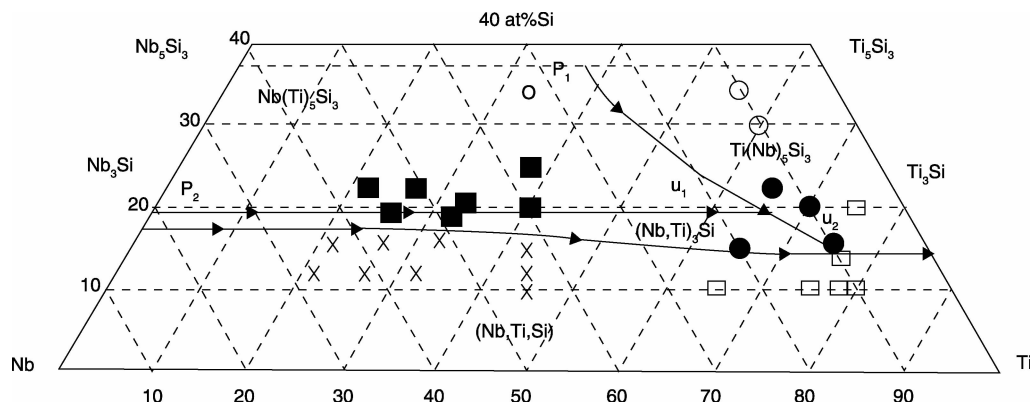 40 at%Si
Nb₅Si₃ 40 Ti₅Si₃
P₁
Nb(Ti)₅Si₃
30
Ti(Nb)₅Si₃
Nb₃Si Ti₃Si
20 P₂ u₁
u₂
(Nb,Ti)₃Si
10
(Nb,Ti,Si)
Nb Ti
10 20 30 40 50 60 70 80 90